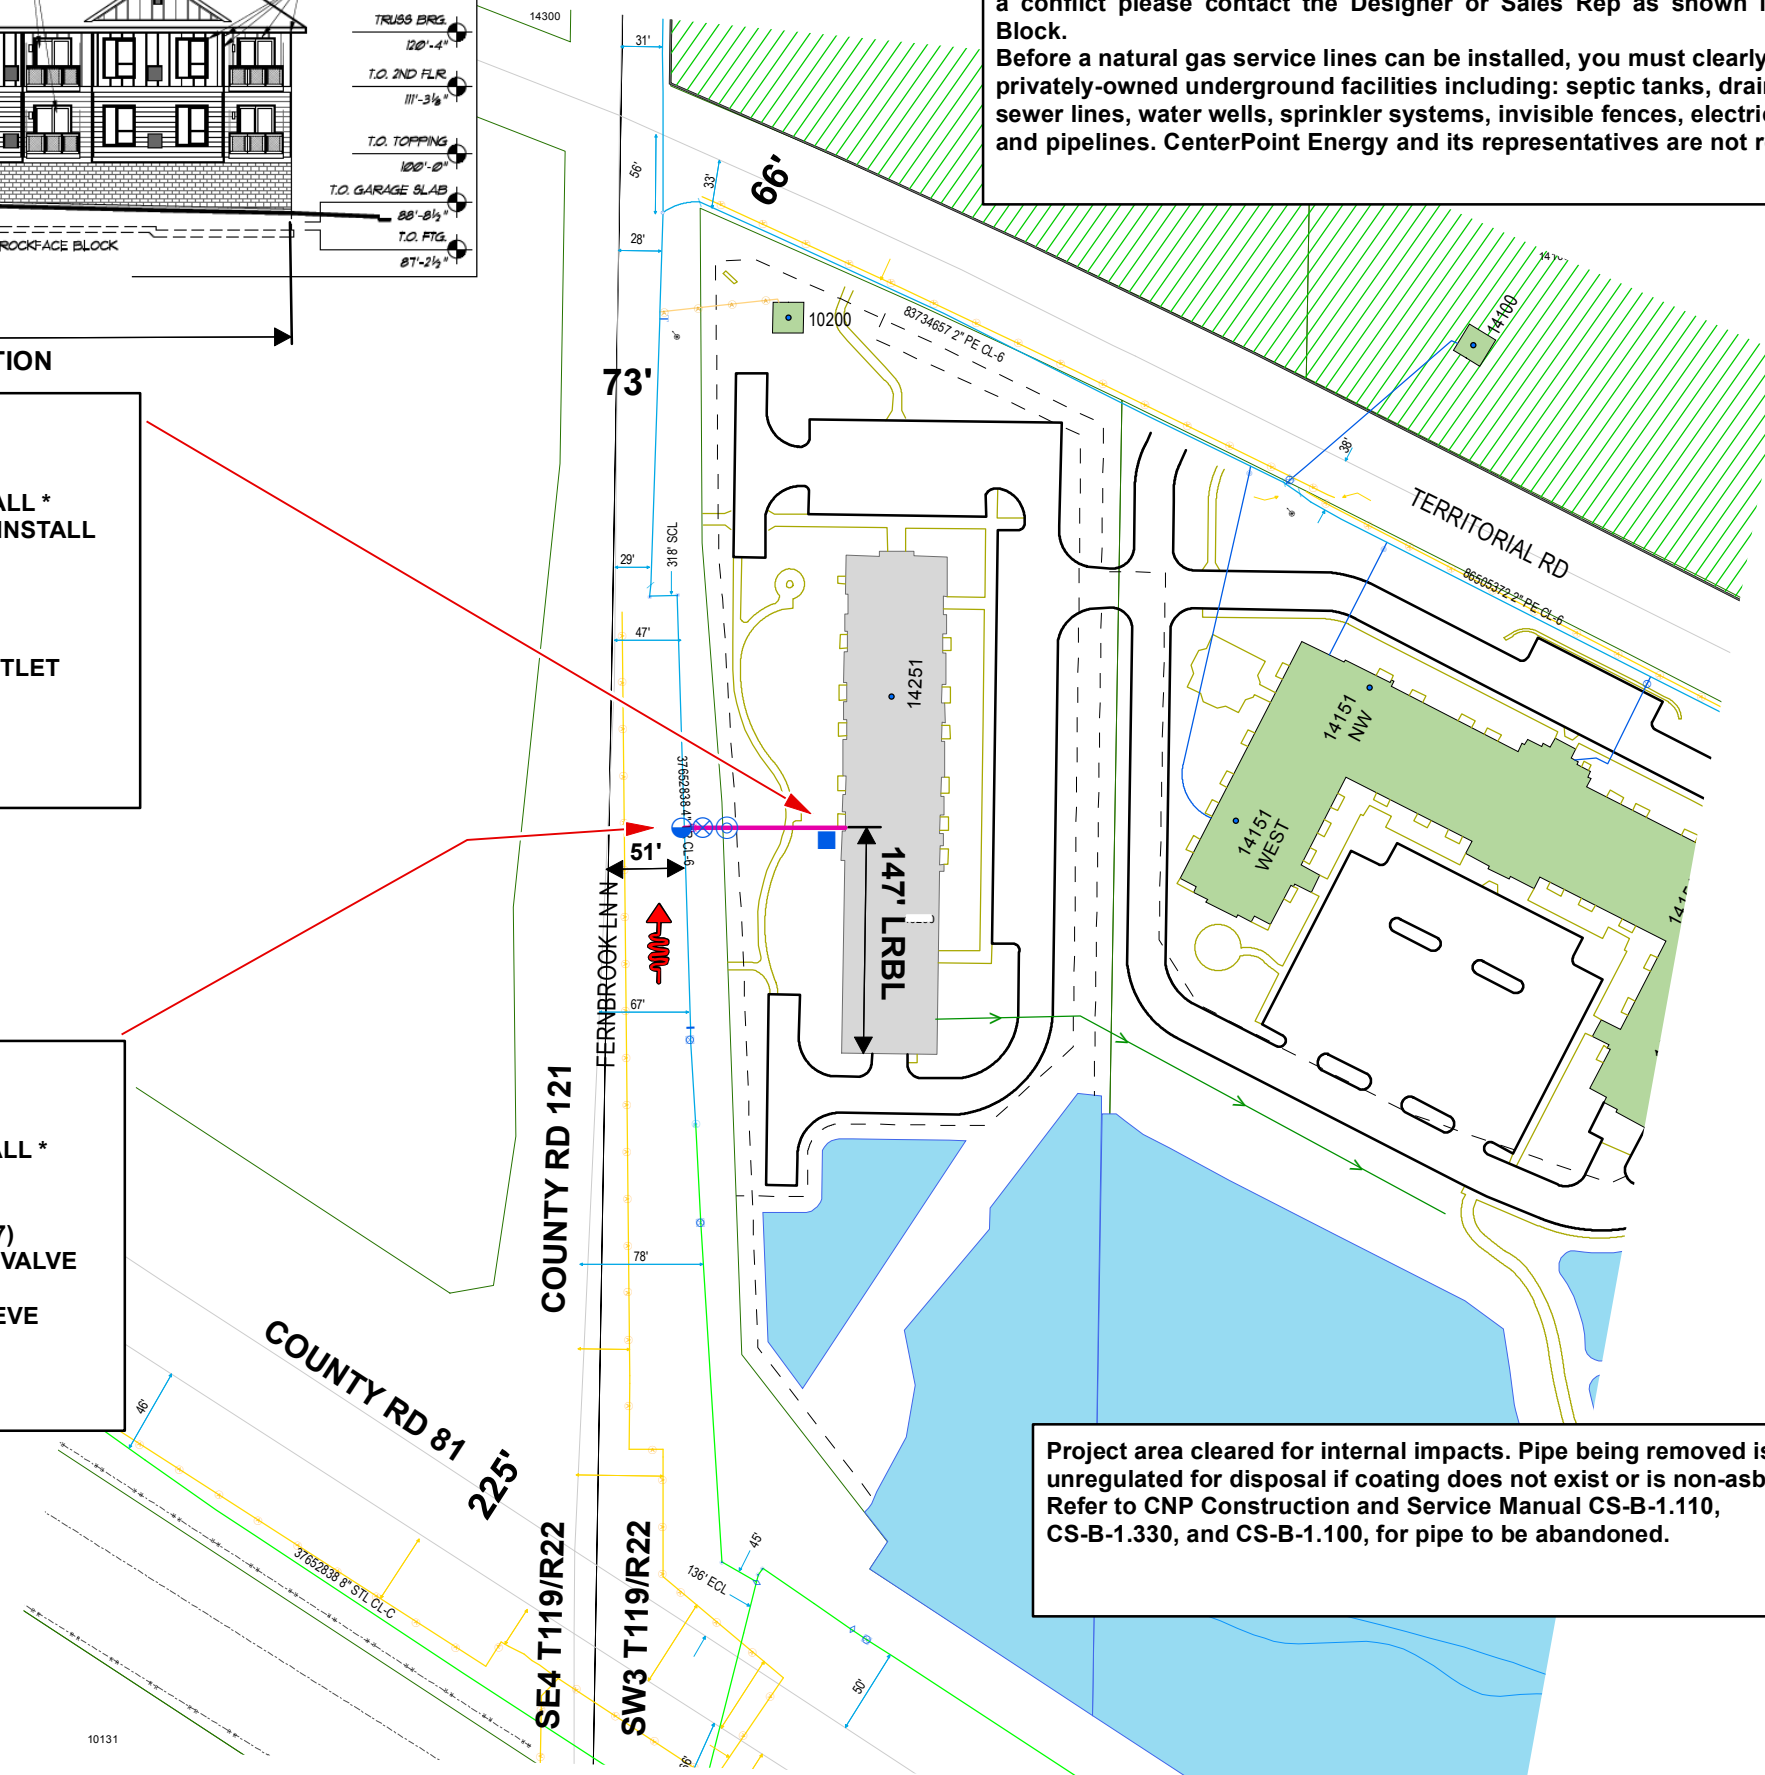 TRUSS BRG.
120'-4"
T.O. 2ND FLR
111'-3⅛"
T.O. TOPPING
100'-0"
T.O. GARAGE SLAB
88'-8½"
T.O. FTG.
87'-2½"
ROCKFACE BLOCK
TION
14300
a conflict please contact the Designer or Sales Rep as shown
Block.
Before a natural gas service lines can be installed, you must clearly
privately-owned underground facilities including: septic tanks,
sewer lines, water wells, sprinkler systems, invisible fences,
and pipelines. CenterPoint Energy and its representatives are not
31'
56'
33'
66'
28'
10200
83734657 2" PE CL-6
14100
73'
38'
TERRITORIAL RD
86505372 2" PE CL-6
ALL *
INSTALL
TLET
29'
318' SCL
47'
14251
14151
NW
14151
WEST
51'
147' LRBL
FERNBROOK LN N
67'
COUNTY RD 121
78'
ALL *
7)
VALVE
EVE
COUNTY RD 81
225'
46'
37652838 8" STL CL-C
SE4 T119/R22
SW3 T119/R22
45'
136' ECL
50'
10131
Project area cleared for internal impacts. Pipe being removed is
unregulated for disposal if coating does not exist or is
Refer to CNP Construction and Service Manual CS-B-1.110,
CS-B-1.330, and CS-B-1.100, for pipe to be abandoned.